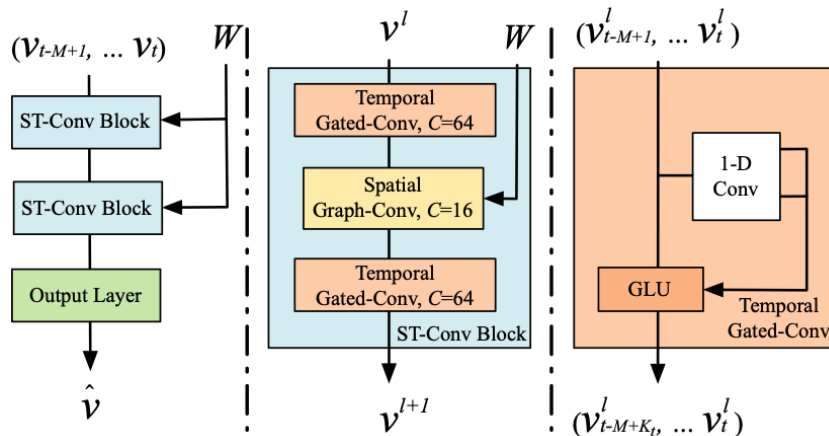 (v_{t-M+1}, ... v_t) W
ST-Conv Block
ST-Conv Block
Output Layer
v̂
v^l W
Temporal
Gated-Conv, C=64
Spatial
Graph-Conv, C=16
Temporal
Gated-Conv, C=64
ST-Conv Block
v^{l+1}
(v^l_{t-M+1}, ... v^l_t)
1-D
Conv
GLU
Temporal
Gated-Conv
(v^l_{t-M+K_t}, ... v^l_t)